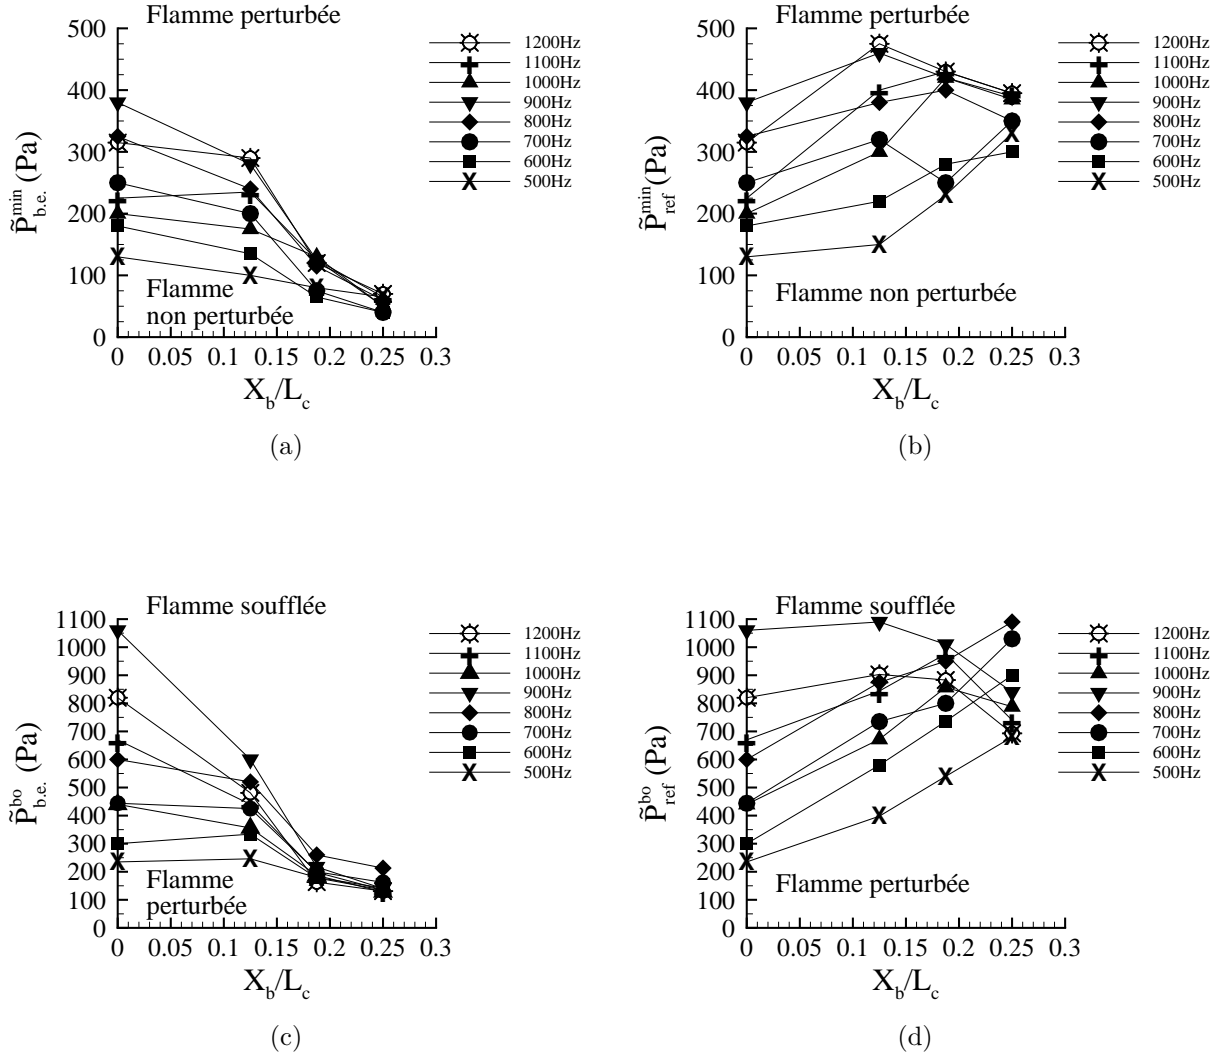 Flamme perturbée
500
400
300
200
100
0
P̃ min b.e. (Pa)
1200Hz
1100Hz
1000Hz
900Hz
800Hz
700Hz
600Hz
500Hz
Flamme
non perturbée
0 0.05 0.1 0.15 0.2 0.25 0.3
X_b/L_c
(a)
Flamme perturbée
500
400
300
200
100
0
P̃ min ref (Pa)
1200Hz
1100Hz
1000Hz
900Hz
800Hz
700Hz
600Hz
500Hz
Flamme non perturbée
0 0.05 0.1 0.15 0.2 0.25 0.3
X_b/L_c
(b)
Flamme soufflée
1100
1000
900
800
700
600
500
400
300
200
100
0
P̃ bo b.e. (Pa)
1200Hz
1100Hz
1000Hz
900Hz
800Hz
700Hz
600Hz
500Hz
Flamme
perturbée
0 0.05 0.1 0.15 0.2 0.25 0.3
X_b/L_c
(c)
Flamme soufflée
1100
1000
900
800
700
600
500
400
300
200
100
0
P̃ bo ref (Pa)
1200Hz
1100Hz
1000Hz
900Hz
800Hz
700Hz
600Hz
500Hz
Flamme perturbée
0 0.05 0.1 0.15 0.2 0.25 0.3
X_b/L_c
(d)